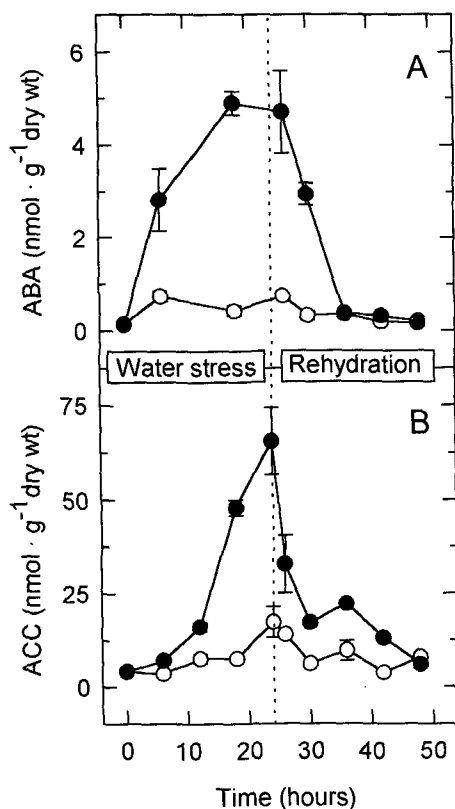 A
6
4
2
0
ABA (nmol · g⁻¹ dry wt)
Water stress
Rehydration
B
75
50
25
0
ACC (nmol · g⁻¹ dry wt)
0 10 20 30 40 50
Time (hours)